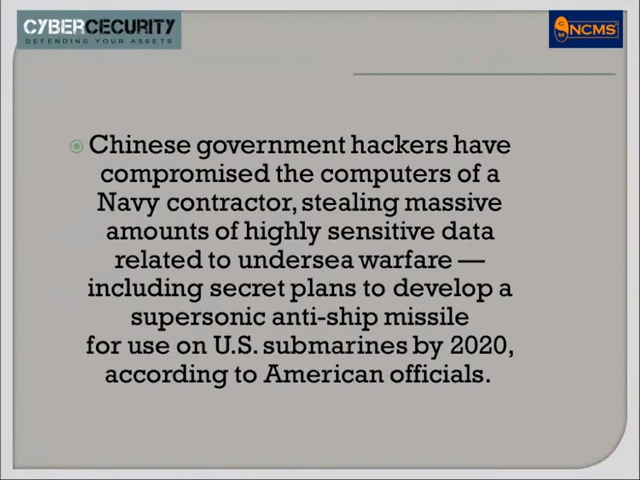 CYBERCECURITY
DEFENDING YOUR ASSETS
NCMS
Chinese government hackers have
compromised the computers of a
Navy contractor, stealing massive
amounts of highly sensitive data
related to undersea warfare —
including secret plans to develop a
supersonic anti-ship missile
for use on U.S. submarines by 2020,
according to American officials.